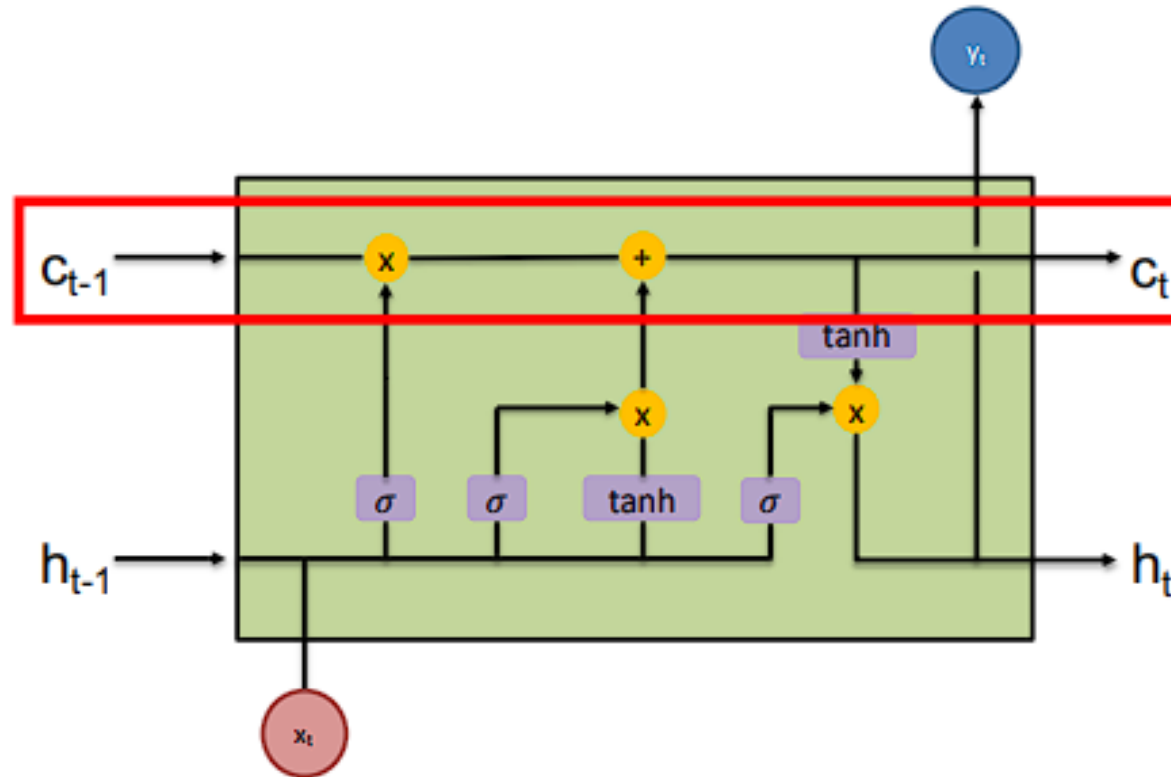 yₜ
cₜ₋₁ x + cₜ
tanh
x x
σ σ tanh σ
hₜ₋₁ hₜ
xₜ